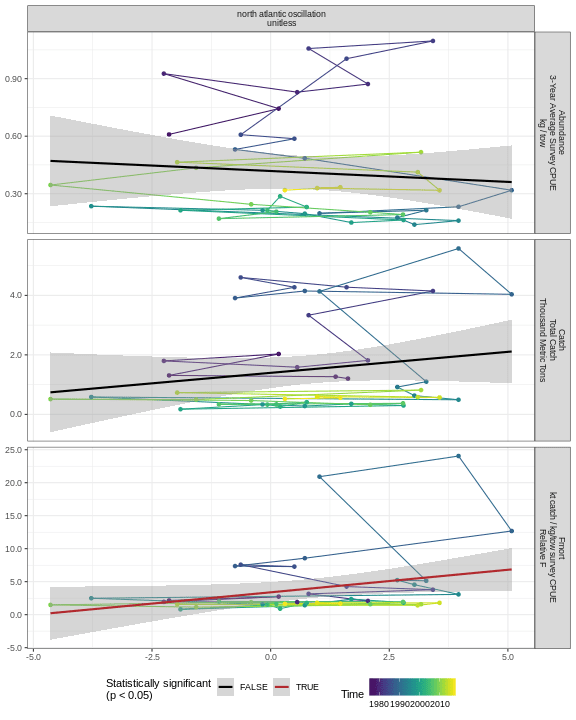 north atlantic oscillation
unitless
0.90
0.60
0.30
Abundance
3-Year Average Survey CPUE
kg / tow
4.0
2.0
0.0
Catch
Total Catch
Thousand Metric Tons
25.0
20.0
15.0
10.0
5.0
0.0
-5.0
Fmort
kt catch / kg/tow survey CPUE
Relative F
-5.0 -2.5 0.0 2.5 5.0
Statistically significant
(p < 0.05)
FALSE TRUE
Time
1980 1990 2000 2010